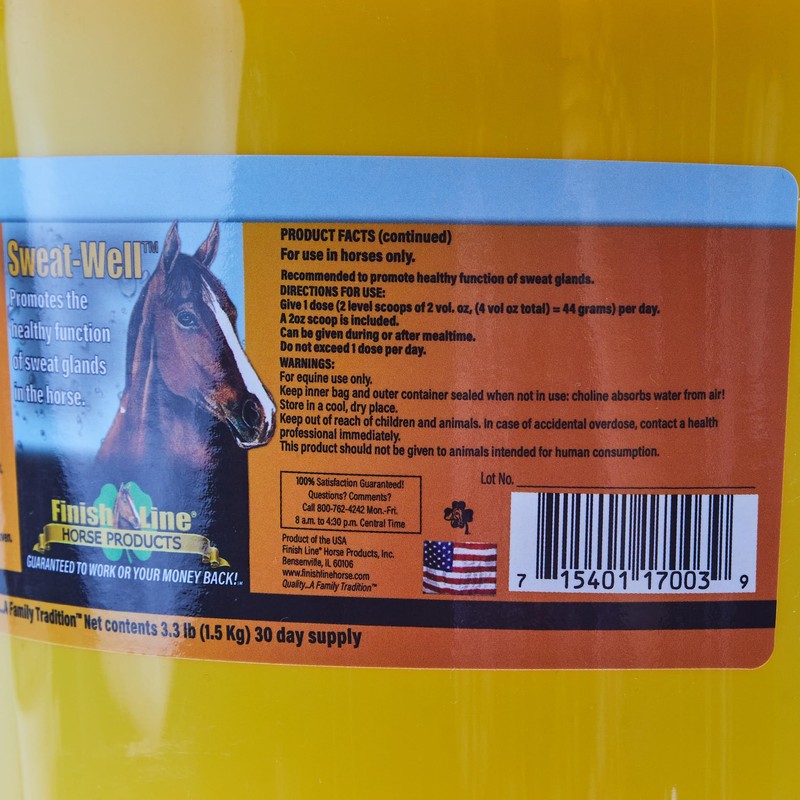 Sweat-Well™
Promotes the
healthy function
of sweat glands
in the horse.
Finish Line®
HORSE PRODUCTS
GUARANTEED TO WORK OR YOUR MONEY BACK!
PRODUCT FACTS (continued)
For use in horses only.
Recommended to promote healthy function of sweat glands.
DIRECTIONS FOR USE:
Give 1 dose (2 level scoops of 2 vol. oz, (4 vol oz total) = 44 grams) per day.
A 2oz scoop is included.
Can be given during or after mealtime.
Do not exceed 1 dose per day.
WARNINGS:
For equine use only.
Keep inner bag and outer container sealed when not in use: choline absorbs water from air!
Store in a cool, dry place.
Keep out of reach of children and animals. In case of accidental overdose, contact a health
professional immediately.
This product should not be given to animals intended for human consumption.
Lot No.
100% Satisfaction Guaranteed!
Questions? Comments?
Call 800-762-4242 Mon.-Fri.
8 a.m. to 4:30 p.m. Central Time
Product of the USA
Finish Line® Horse Products, Inc.
Bensenville, IL 60106
www.finishlinehorse.com
Quality...A Family Tradition™
7 15401 17003 9
...A Family Tradition™ Net contents 3.3 lb (1.5 Kg) 30 day supply